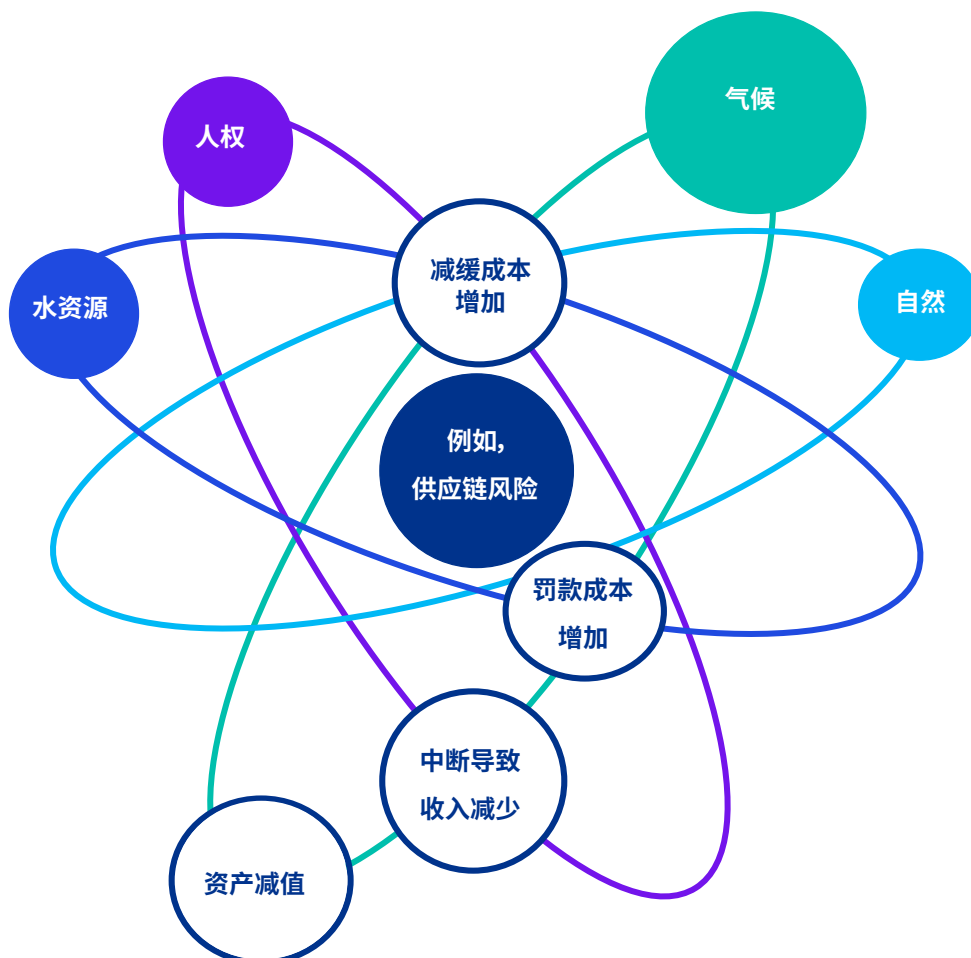 气候
人权
减缓成本
增加
水资源
自然
例如，
供应链风险
罚款成本
增加
中断导致
收入减少
资产减值